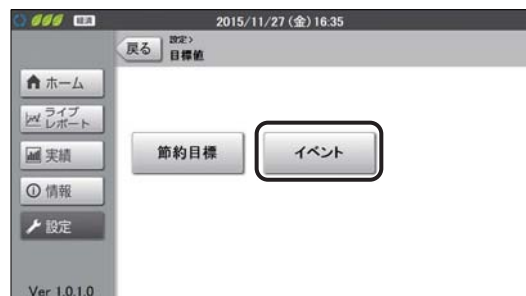 経済
2015/11/27(金)16:35
戻る
設定>
目標値
ホーム
ライブ
レポート
実績
情報
設定
節約目標
イベント
Ver 1.0.1.0